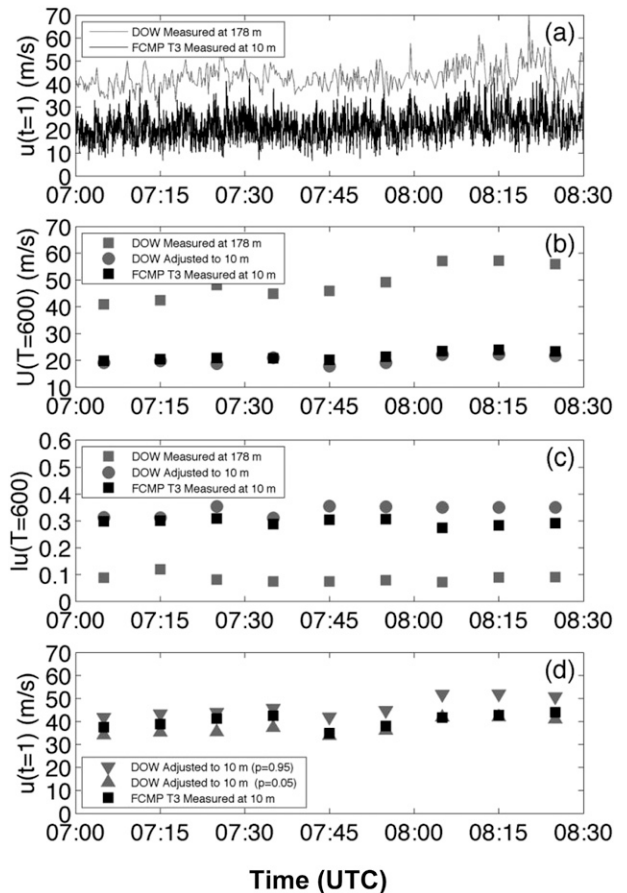 DOW Measured at 178 m
FCMP T3 Measured at 10 m
(a)
u(t=1) (m/s)
70
60
50
40
30
20
10
0
07:00 07:15 07:30 07:45 08:00 08:15 08:30
DOW Measured at 178 m
DOW Adjusted to 10 m
FCMP T3 Measured at 10 m
(b)
U(T=600) (m/s)
70
60
50
40
30
20
10
07:00 07:15 07:30 07:45 08:00 08:15 08:30
DOW Measured at 178 m
DOW Adjusted to 10 m
FCMP T3 Measured at 10 m
(c)
Iu(T=600)
0.6
0.5
0.4
0.3
0.2
0.1
0
07:00 07:15 07:30 07:45 08:00 08:15 08:30
(d)
u(t=1) (m/s)
70
60
50
40
30
20
10
0
DOW Adjusted to 10 m (p=0.95)
DOW Adjusted to 10 m (p=0.05)
FCMP T3 Measured at 10 m
07:00 07:15 07:30 07:45 08:00 08:15 08:30
Time (UTC)